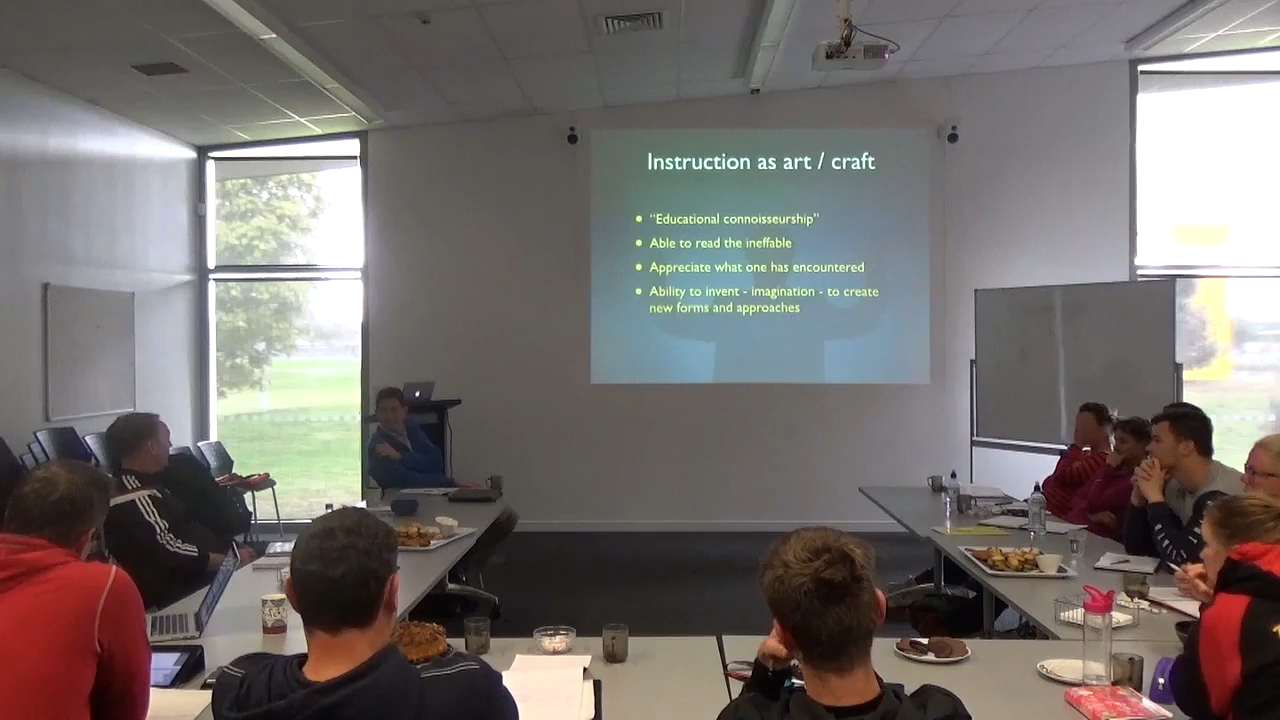 Instruction as art / craft
• “Educational connoisseurship”
• Able to read the ineffable
• Appreciate what one has encountered
• Ability to invent - imagination - to create
new forms and approaches